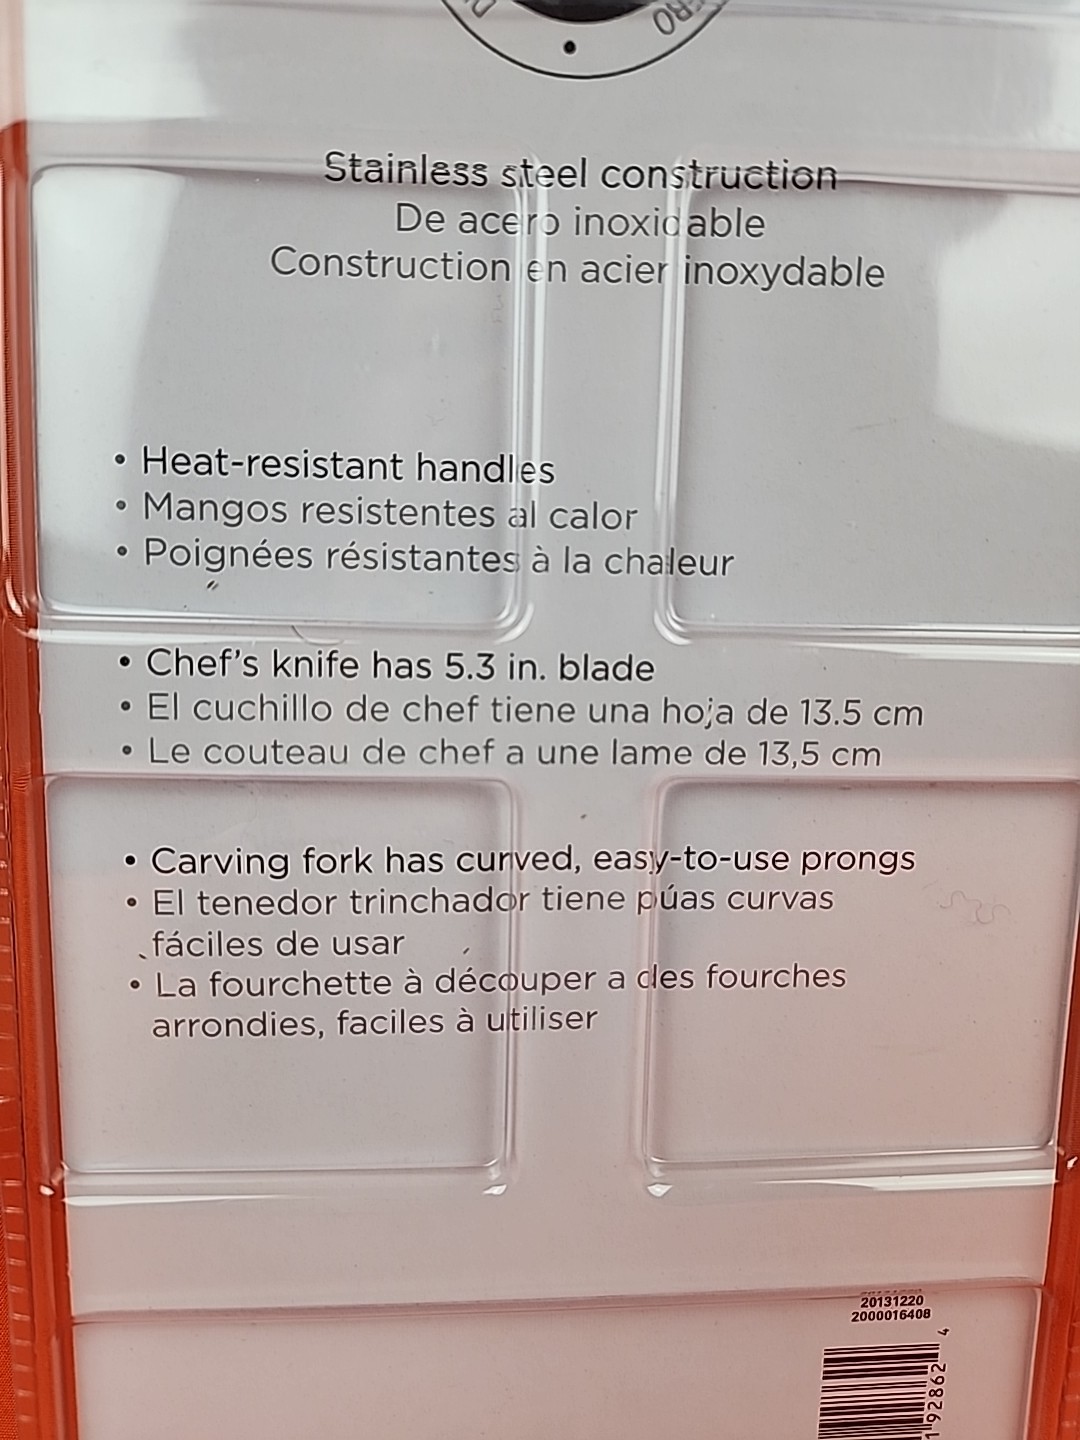 Stainless steel construction
De acero inoxidable
Construction en acier inoxydable
• Heat-resistant handles
• Mangos resistentes al calor
• Poignées résistantes à la chaleur
• Chef's knife has 5.3 in. blade
• El cuchillo de chef tiene una hoja de 13.5 cm
• Le couteau de chef a une lame de 13,5 cm
• Carving fork has curved, easy-to-use prongs
• El tenedor trinchador tiene púas curvas
fáciles de usar
• La fourchette à découper a des fourches
arrondies, faciles à utiliser
20131220
2000016408
192862 4